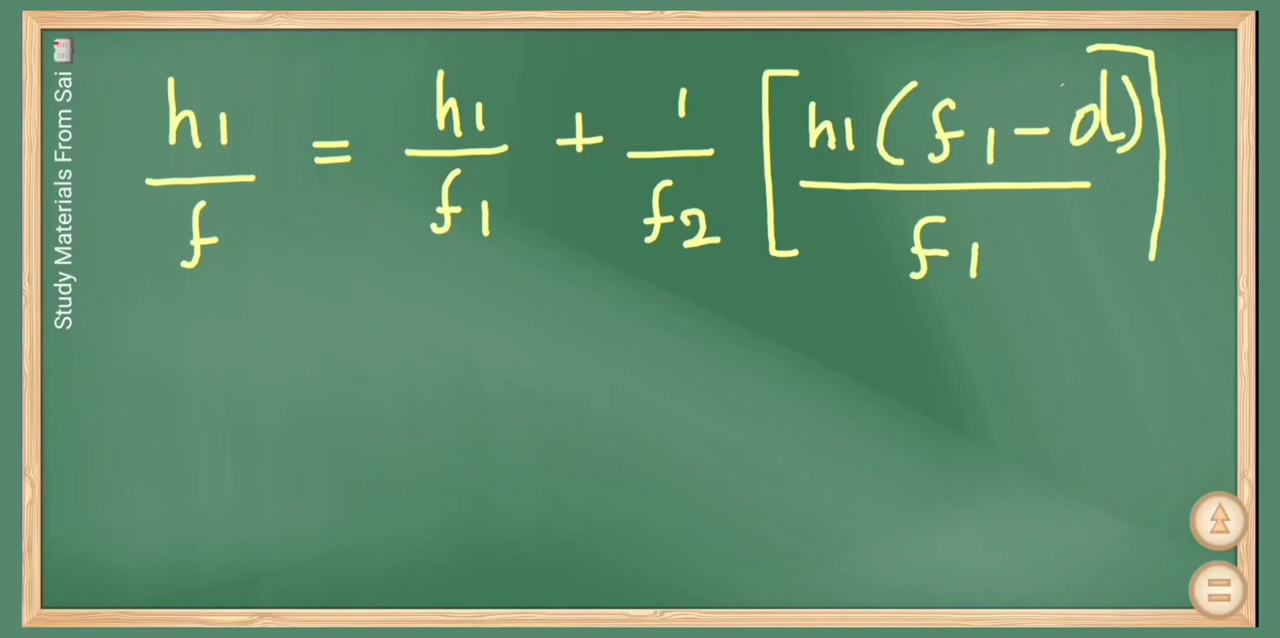 Study Materials From Sai 📖
h1/f = h1/f1 + 1/f2 [h1(f1-d)/f1]